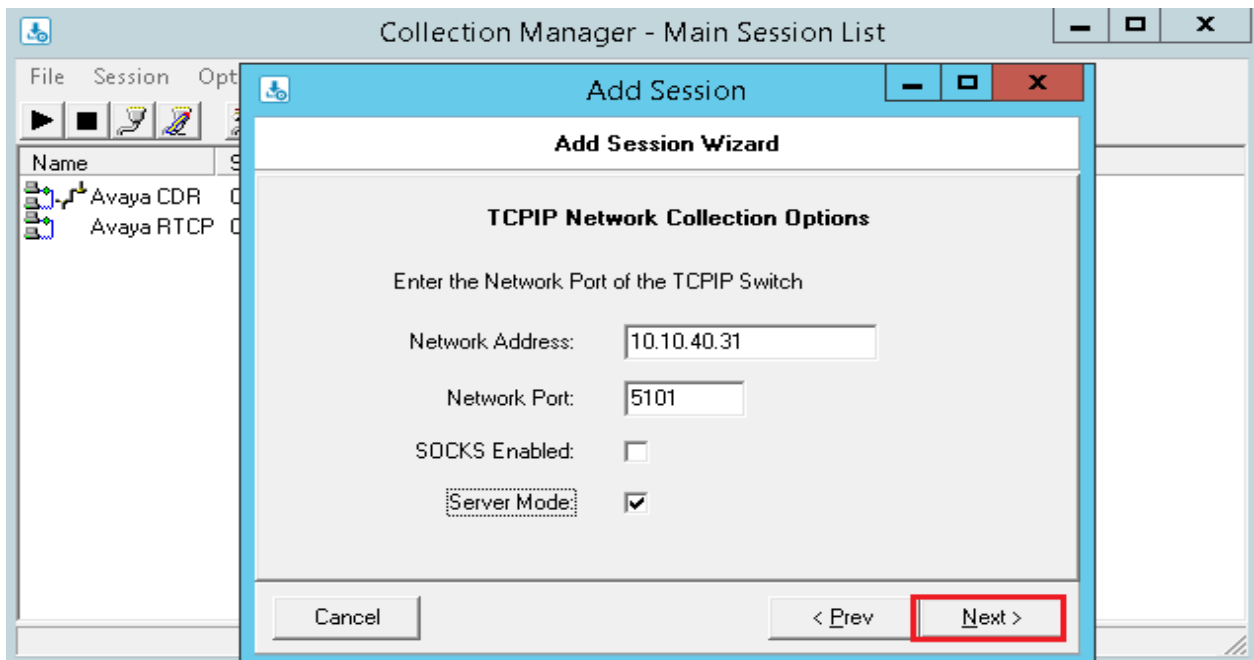 Collection Manager - Main Session List
File Session Opt
Add Session
Add Session Wizard
Name S
Avaya CDR
Avaya RTCP
TCPIP Network Collection Options
Enter the Network Port of the TCPIP Switch
Network Address: 10.10.40.31
Network Port: 5101
SOCKS Enabled:
Server Mode:
Cancel < Prev Next >